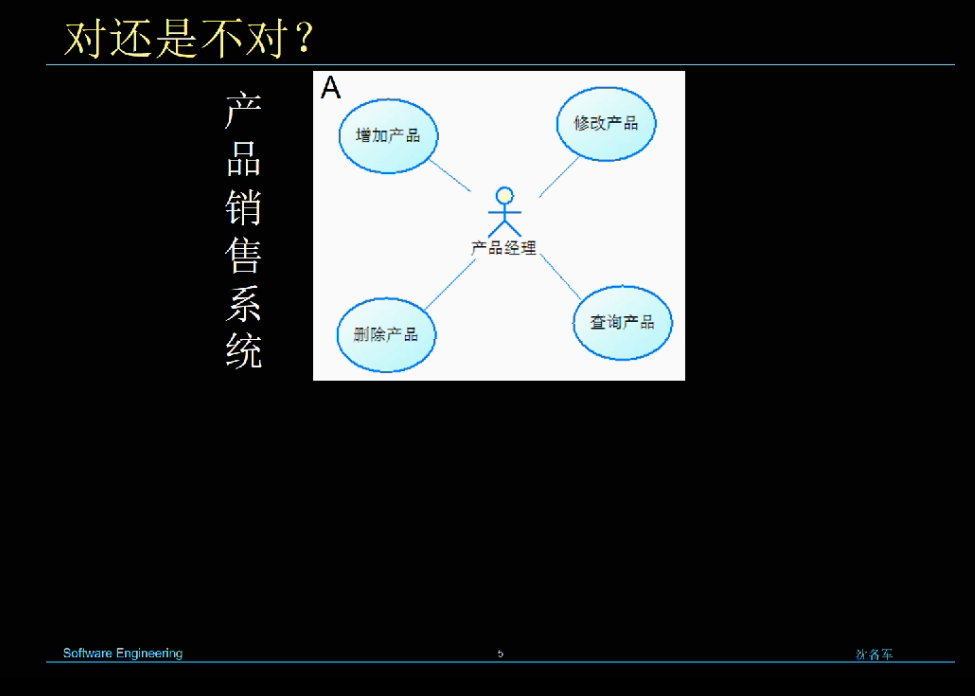 对还是不对?
产品销售系统
A
增加产品
修改产品
产品经理
删除产品
查询产品
Software Engineering
5
沈备军